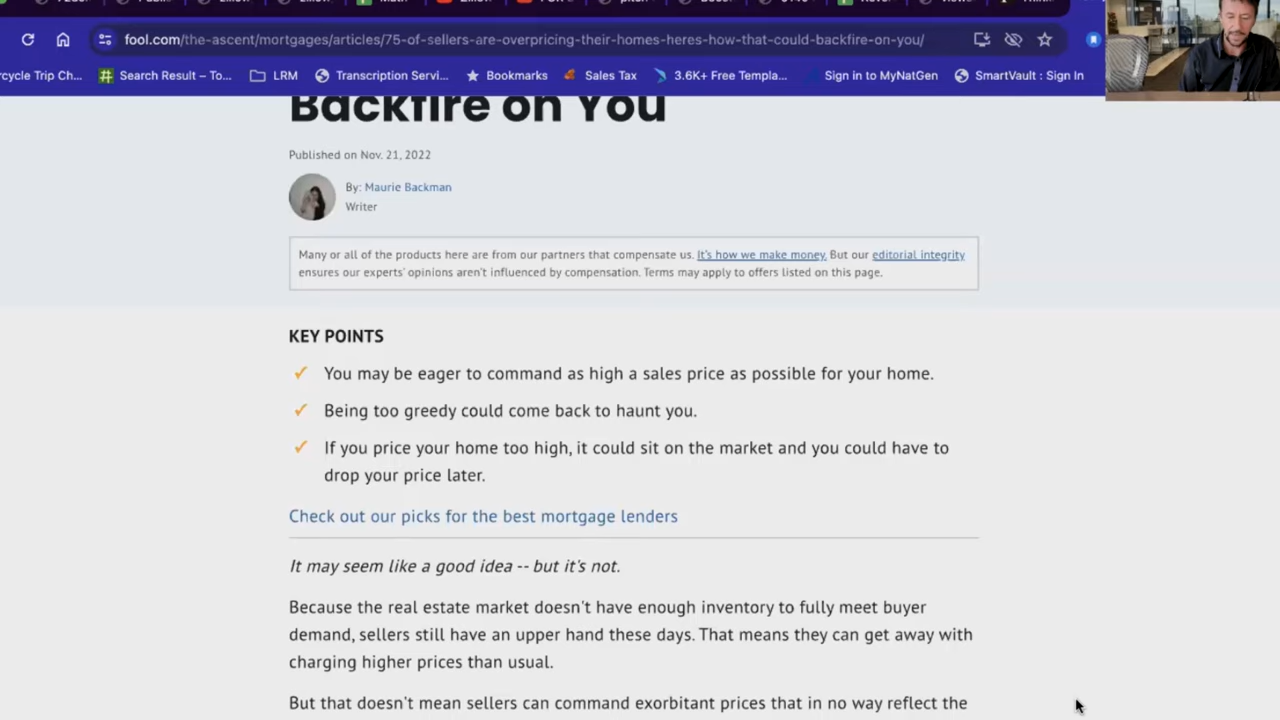 fool.com/the-ascent/mortgages/articles/75-of-sellers-are-overpricing-their-homes-heres-how-that-could-backfire-on-you/
rcycle Trip Ch... Search Result – To... LRM Transcription Servi... Bookmarks Sales Tax 3.6K+ Free Templa... Sign in to MyNatGen SmartVault : Sign In
Backfire on You
Published on Nov. 21, 2022
By: Maurie Backman
Writer
Many or all of the products here are from our partners that compensate us. It's how we make money. But our editorial integrity
ensures our experts' opinions aren't influenced by compensation. Terms may apply to offers listed on this page.
KEY POINTS
You may be eager to command as high a sales price as possible for your home.
Being too greedy could come back to haunt you.
If you price your home too high, it could sit on the market and you could have to
drop your price later.
Check out our picks for the best mortgage lenders
It may seem like a good idea -- but it's not.
Because the real estate market doesn't have enough inventory to fully meet buyer
demand, sellers still have an upper hand these days. That means they can get away with
charging higher prices than usual.
But that doesn't mean sellers can command exorbitant prices that in no way reflect the